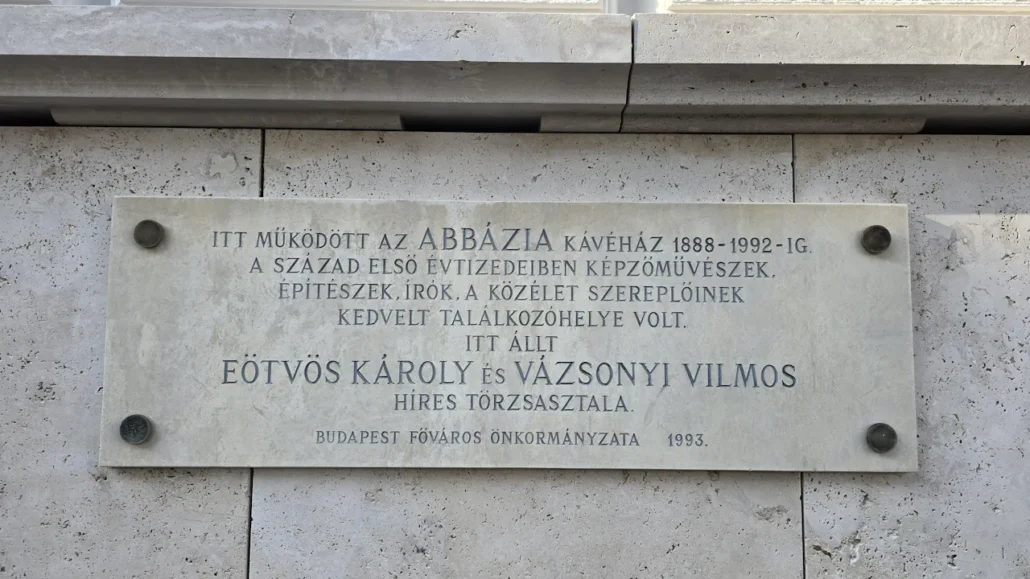 ITT MŰKÖDÖTT AZ ABBÁZIA KÁVÉHÁZ 1888-1992-IG.
A SZÁZAD ELSŐ ÉVTIZEDEIBEN KÉPZŐMŰVÉSZEK,
ÉPÍTÉSZEK, ÍRÓK, A KÖZÉLET SZEREPLŐINEK
KEDVELT TALÁLKOZÓHELYE VOLT.
ITT ÁLLT
EÖTVÖS KÁROLY ÉS VÁZSONYI VILMOS
HÍRES TÖRZSASZTALA.
BUDAPEST FŐVÁROS ÖNKORMÁNYZATA 1993.